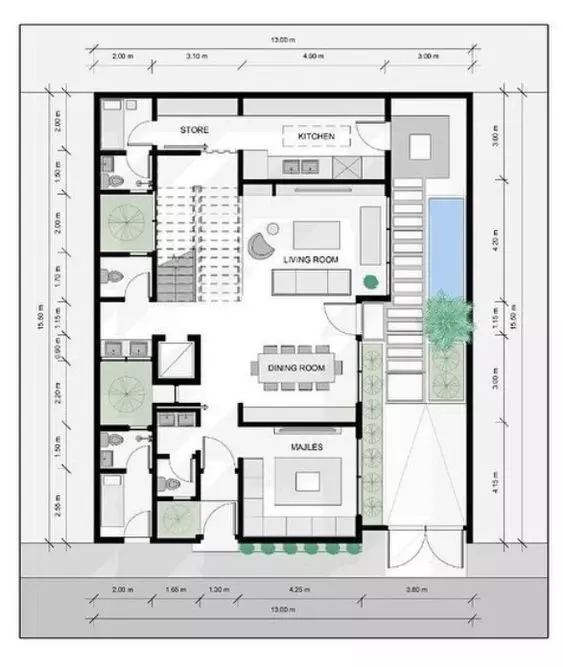 13.00 m
2.00 m 3.10 m 4.90 m 3.00 m
STORE
KITCHEN
LIVING ROOM
DINING ROOM
MAJLES
2.00 m
1.50 m
2.00 m
1.70 m
1.15 m
0.90 m
2.20 m
1.50 m
2.55 m
15.50 m
3.00 m
4.20 m
1.15 m
3.00 m
4.15 m
15.50 m
2.00 m 1.65 m 1.30 m 4.25 m 3.80 m
13.00 m